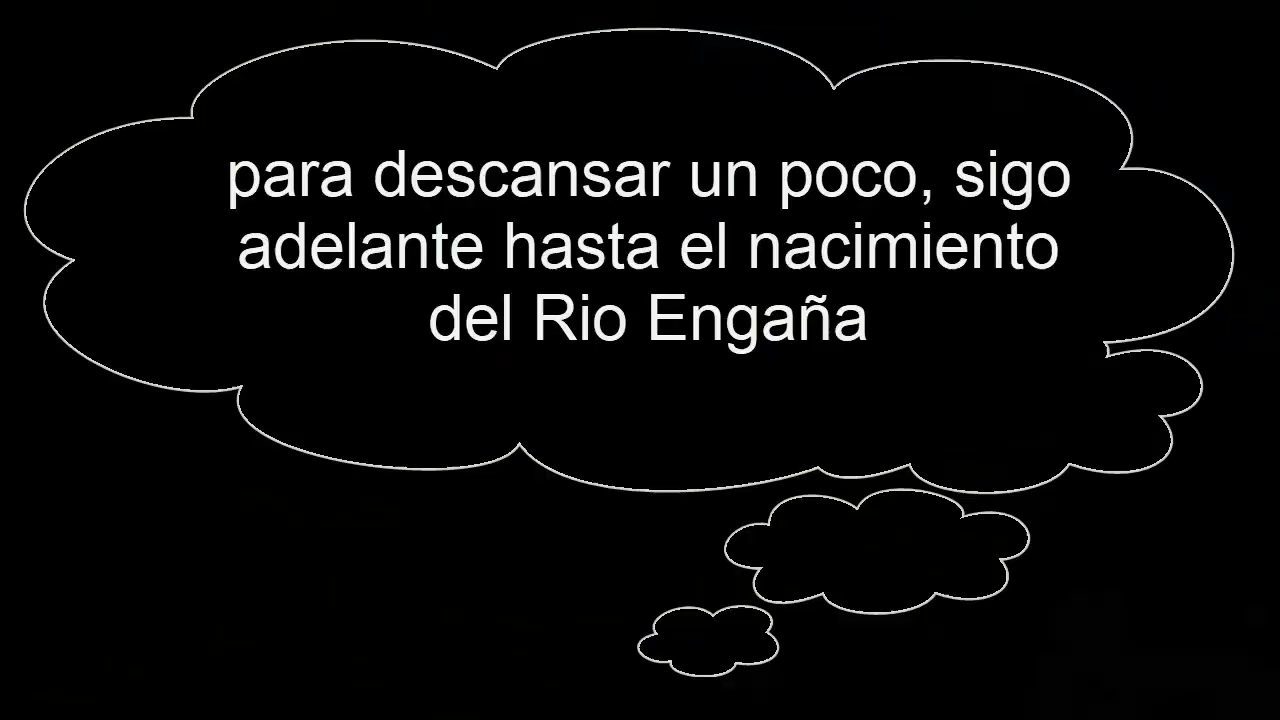 para descansar un poco, sigo
adelante hasta el nacimiento
del Rio Engaña